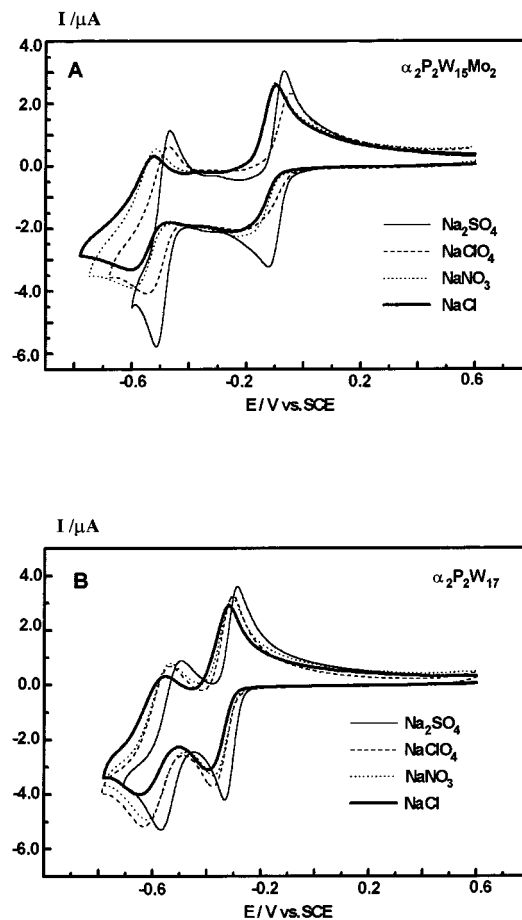 I /μA
4.0
A
α₂P₂W₁₅Mo₂
2.0
0.0
-2.0
Na₂SO₄
NaClO₄
-4.0
NaNO₃
NaCl
-6.0
-0.6 -0.2 0.2 0.6
E / V vs.SCE
I /μA
4.0
B
α₂P₂W₁₇
2.0
0.0
Na₂SO₄
-2.0
NaClO₄
NaNO₃
-4.0
NaCl
-6.0
-0.6 -0.2 0.2 0.6
E / V vs.SCE